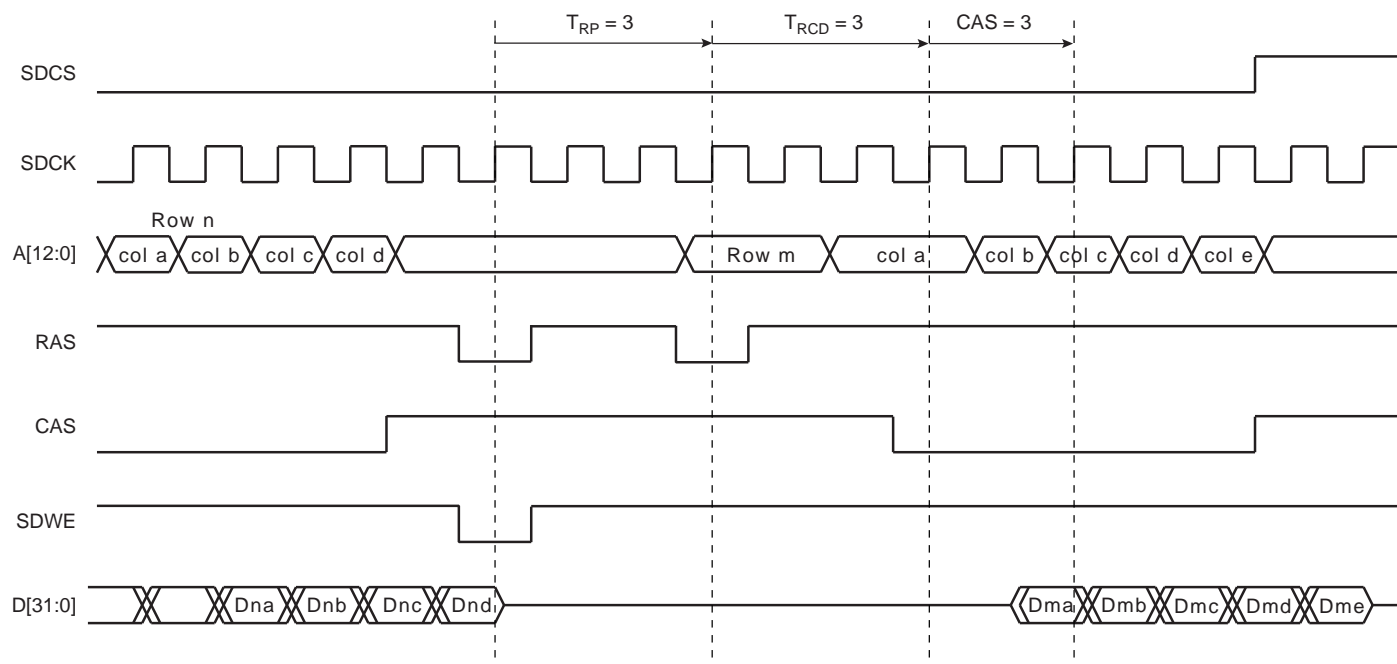 T_RP = 3 T_RCD = 3 CAS = 3
SDCS
SDCK
Row n
A[12:0] col a col b col c col d Row m col a col b col c col d col e
RAS
CAS
SDWE
D[31:0] Dna Dnb Dnc Dnd Dma Dmb Dmc Dmd Dme